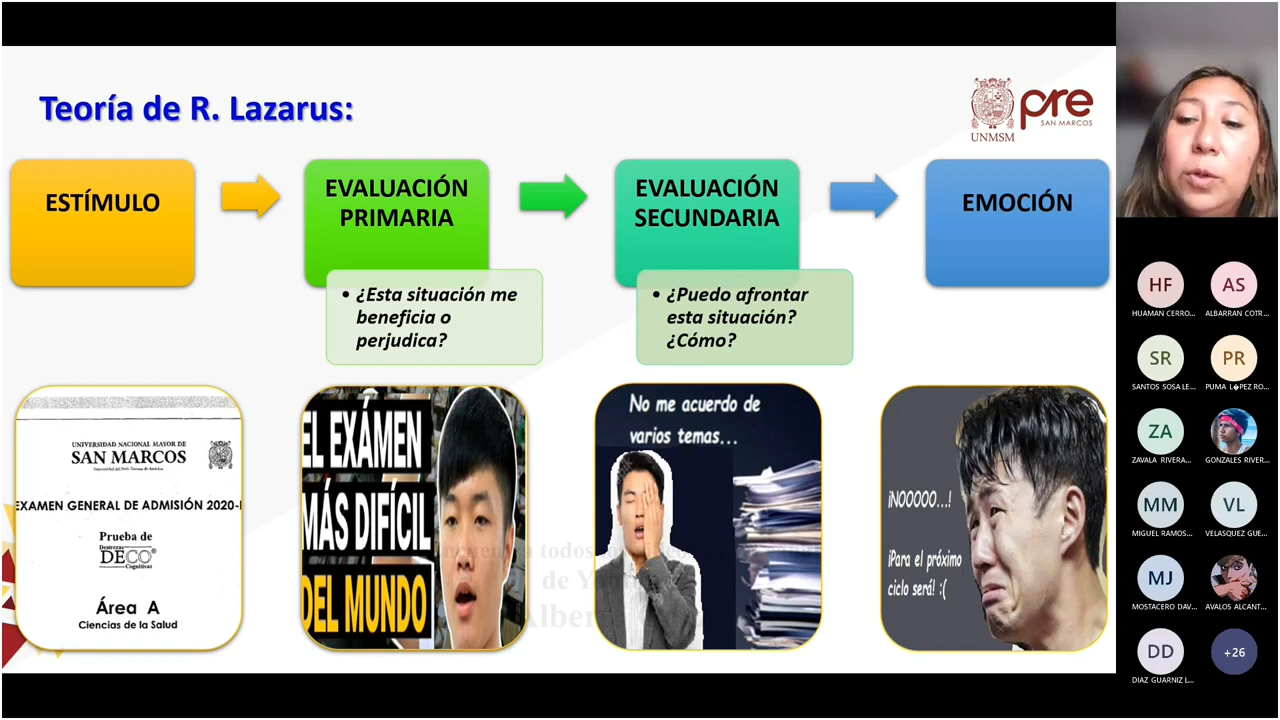 Teoría de R. Lazarus:
UNMSM
pre
SAN MARCOS
ESTÍMULO
EVALUACIÓN
PRIMARIA
EVALUACIÓN
SECUNDARIA
EMOCIÓN
• ¿Esta situación me
beneficia o
perjudica?
• ¿Puedo afrontar
esta situación?
¿Cómo?
UNIVERSIDAD NACIONAL MAYOR DE
SAN MARCOS
EXAMEN GENERAL DE ADMISIÓN 2020-I
Prueba de
Destrezas
DECO
Cognitivas
Área A
Ciencias de la Salud
EL EXÁMEN
MÁS DIFÍCIL
DEL MUNDO
No me acuerdo de
varios temas...
¡NOOOOO...!
¡Para el próximo
ciclo será! :(
HF
HUAMAN CERRO...
AS
ALBARRAN COTR...
SR
SANTOS SOSA LE...
PR
PUMA L�PEZ RO...
ZA
ZAVALA RIVERA...
GONZALES RIVER...
MM
MIGUEL RAMOS...
VL
VELASQUEZ GUE...
MJ
MOSTACERO DAV...
AVALOS ALCANT...
DD
DIAZ GUARNIZ L...
+26